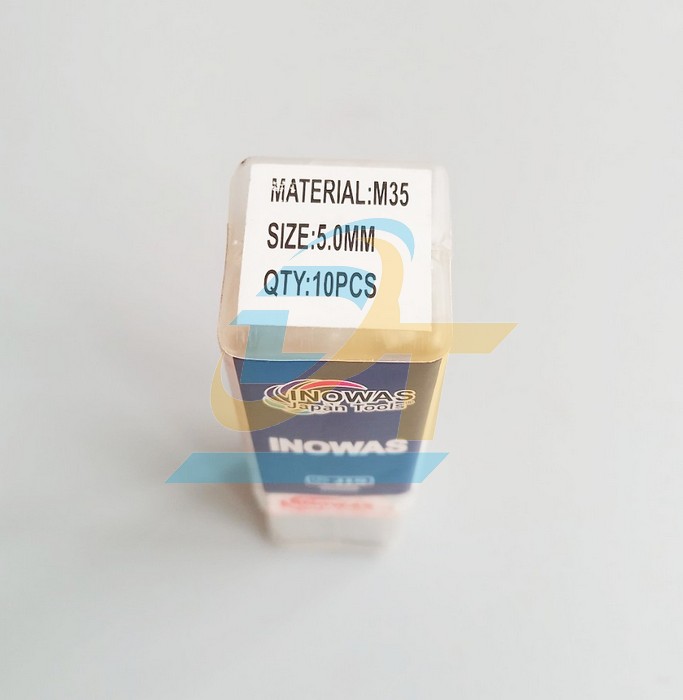 MATERIAL:M35
SIZE:5.0MM
QTY:10PCS
INOWAS
Japan Tools
INOWAS